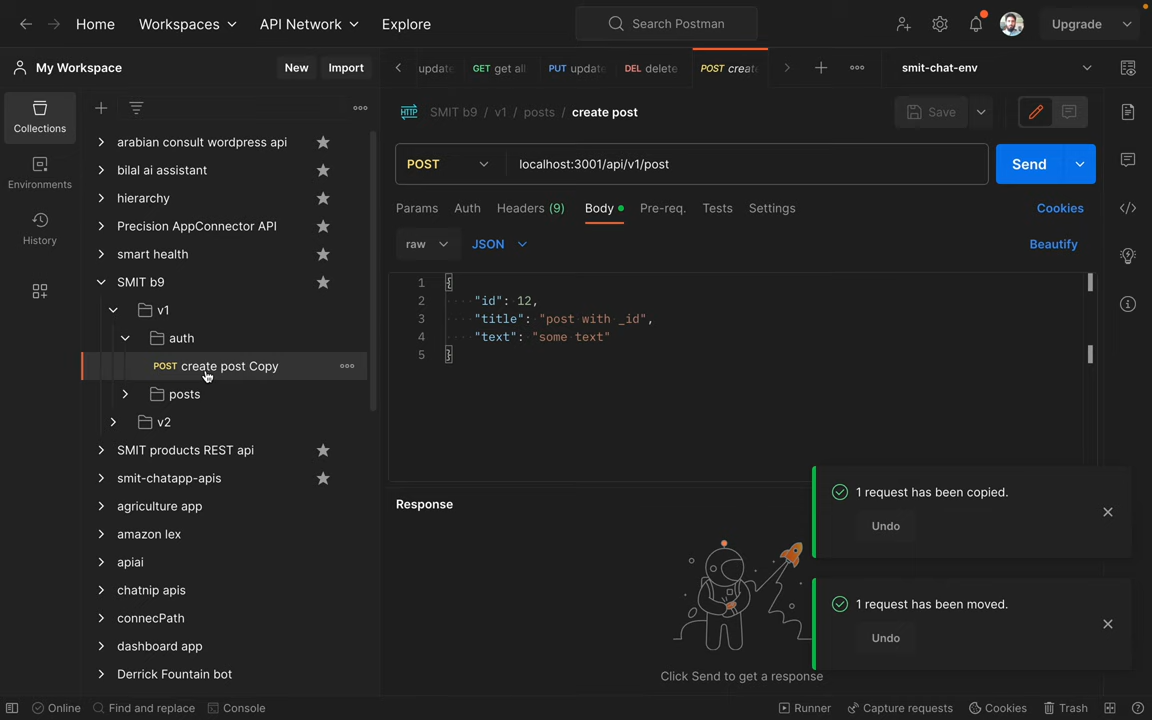 Home Workspaces API Network Explore Search Postman Upgrade
My Workspace New Import update GET get all PUT update DEL delete POST create smit-chat-env
Collections
Environments
History
arabian consult wordpress api
bilal ai assistant
hierarchy
Precision AppConnector API
smart health
SMIT b9
v1
auth
POST create post Copy
posts
v2
SMIT products REST api
smit-chatapp-apis
agriculture app
amazon lex
apiai
chatnip apis
connecPath
dashboard app
Derrick Fountain bot
HTTP SMIT b9 / v1 / posts / create post Save
POST localhost:3001/api/v1/post Send
Params Auth Headers (9) Body Pre-req. Tests Settings Cookies
raw JSON Beautify
1 {
2 "id": 12,
3 "title": "post with _id",
4 "text": "some text"
5 }
Response
Click Send to get a response
1 request has been copied.
Undo
1 request has been moved.
Undo
Online Find and replace Console Runner Capture requests Cookies Trash